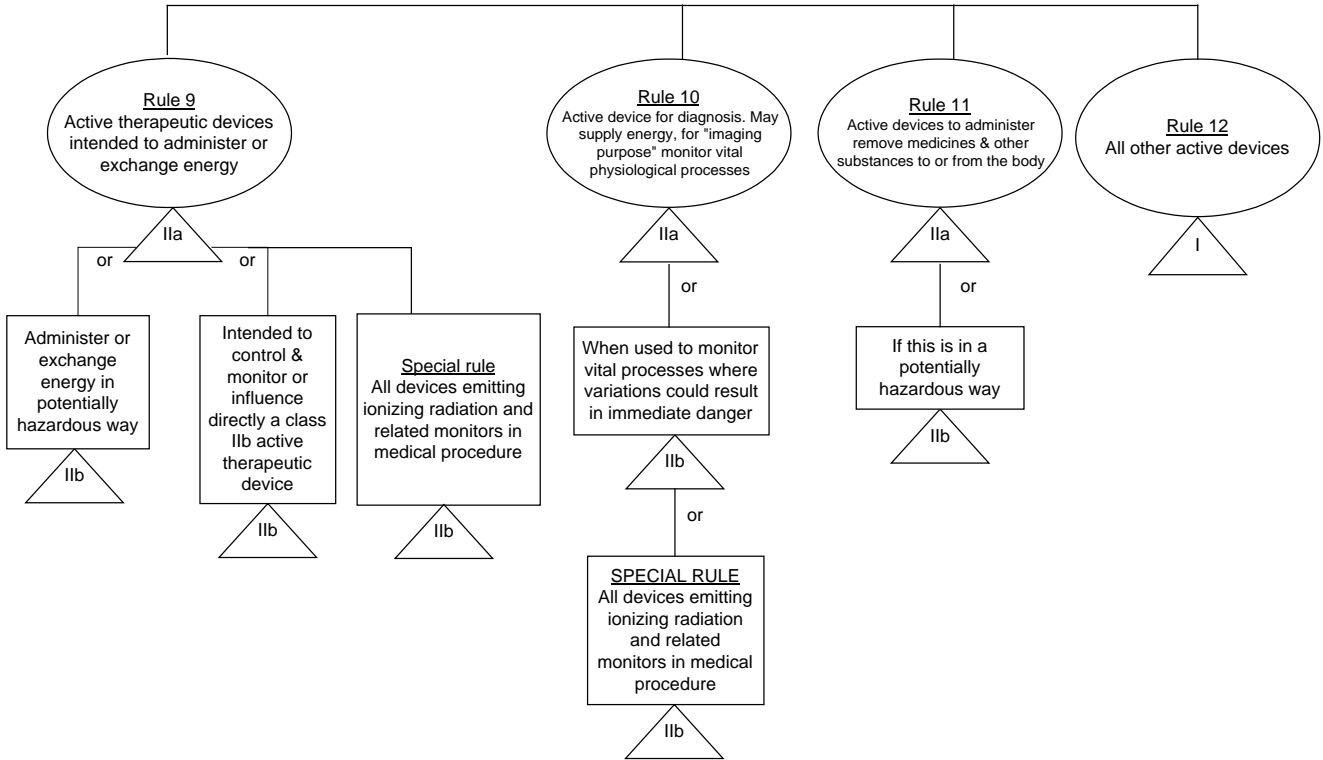 Rule 9
Active therapeutic devices
intended to administer or
exchange energy
IIa
or
or
Administer or
exchange
energy in
potentially
hazardous way
IIb
Intended to
control &
monitor or
influence
directly a class
IIb active
therapeutic
device
IIb
Special rule
All devices emitting
ionizing radiation and
related monitors in
medical procedure
IIb
Rule 10
Active device for diagnosis. May
supply energy, for "imaging
purpose" monitor vital
physiological processes
IIa
or
When used to monitor
vital processes where
variations could result
in immediate danger
IIb
or
SPECIAL RULE
All devices emitting
ionizing radiation
and related
monitors in medical
procedure
IIb
Rule 11
Active devices to administer
remove medicines & other
substances to or from the body
IIa
or
If this is in a
potentially
hazardous way
IIb
Rule 12
All other active devices
I